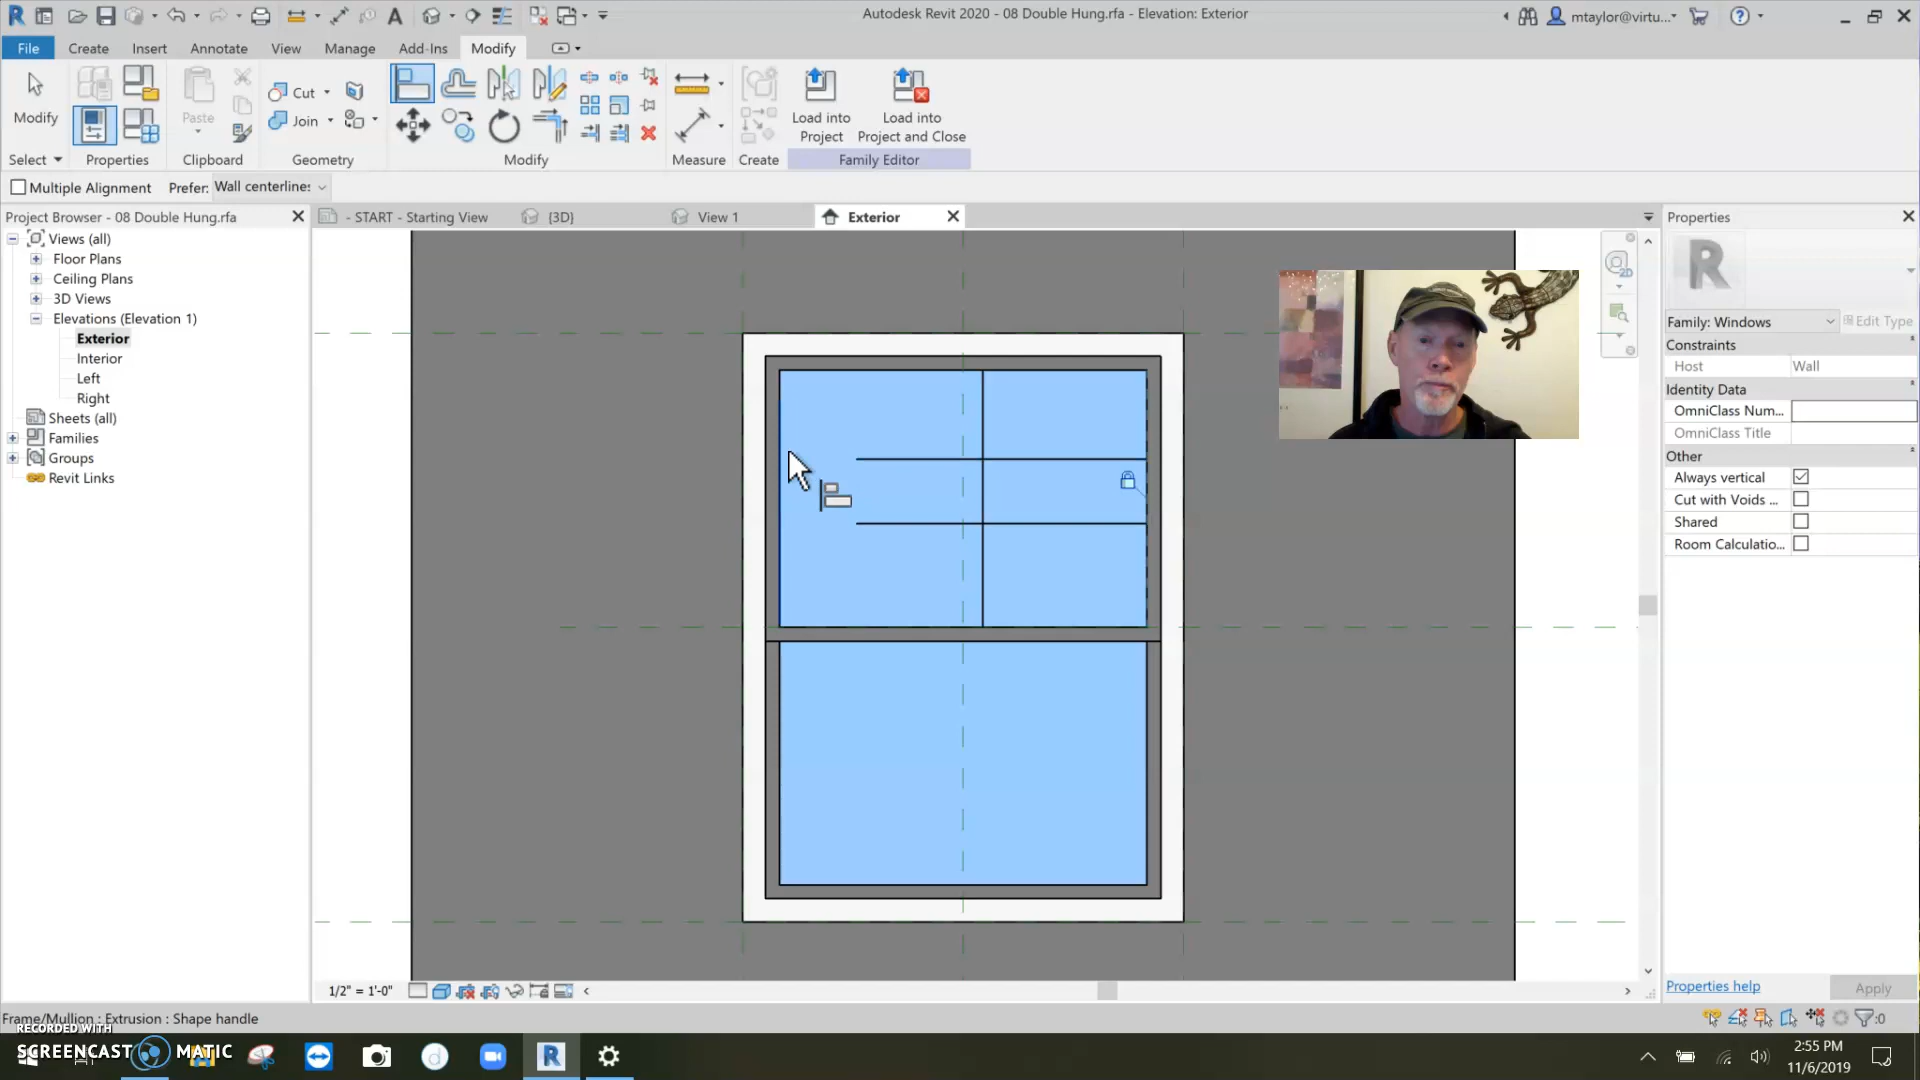 Autodesk Revit 2020 - 08 Double Hung.rfa - Elevation: Exterior
mtaylor@virtu...
File Create Insert Annotate View Manage Add-Ins Modify
Modify
Paste
Cut
Join
Load into Project
Load into Project and Close
Select Properties Clipboard Geometry Modify Measure Create Family Editor
Multiple Alignment Prefer: Wall centerline:
Project Browser - 08 Double Hung.rfa
- START - Starting View {3D} View 1 Exterior
Properties
Views (all)
Floor Plans
Ceiling Plans
3D Views
Elevations (Elevation 1)
Exterior
Interior
Left
Right
Sheets (all)
Families
Groups
Revit Links
2D
R
Family: Windows Edit Type
Constraints
Host Wall
Identity Data
OmniClass Num...
OmniClass Title
Other
Always vertical
Cut with Voids ...
Shared
Room Calculatio...
Properties help Apply
1/2" = 1'-0"
Frame/Mullion : Extrusion : Shape handle
:0
RECORDED WITH
SCREENCAST MATIC
2:55 PM
11/6/2019